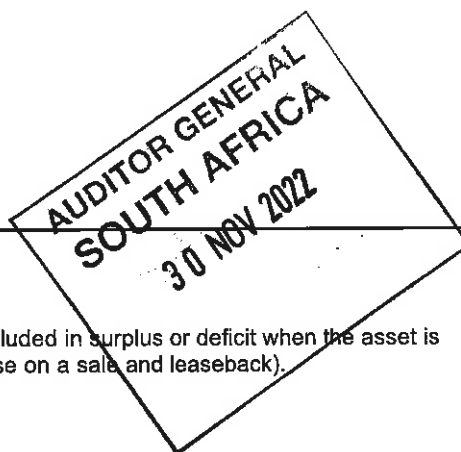 AUDITOR GENERAL
SOUTH AFRICA
30 NOV 2022
luded in surplus or deficit when the asset is
se on a sale and leaseback).